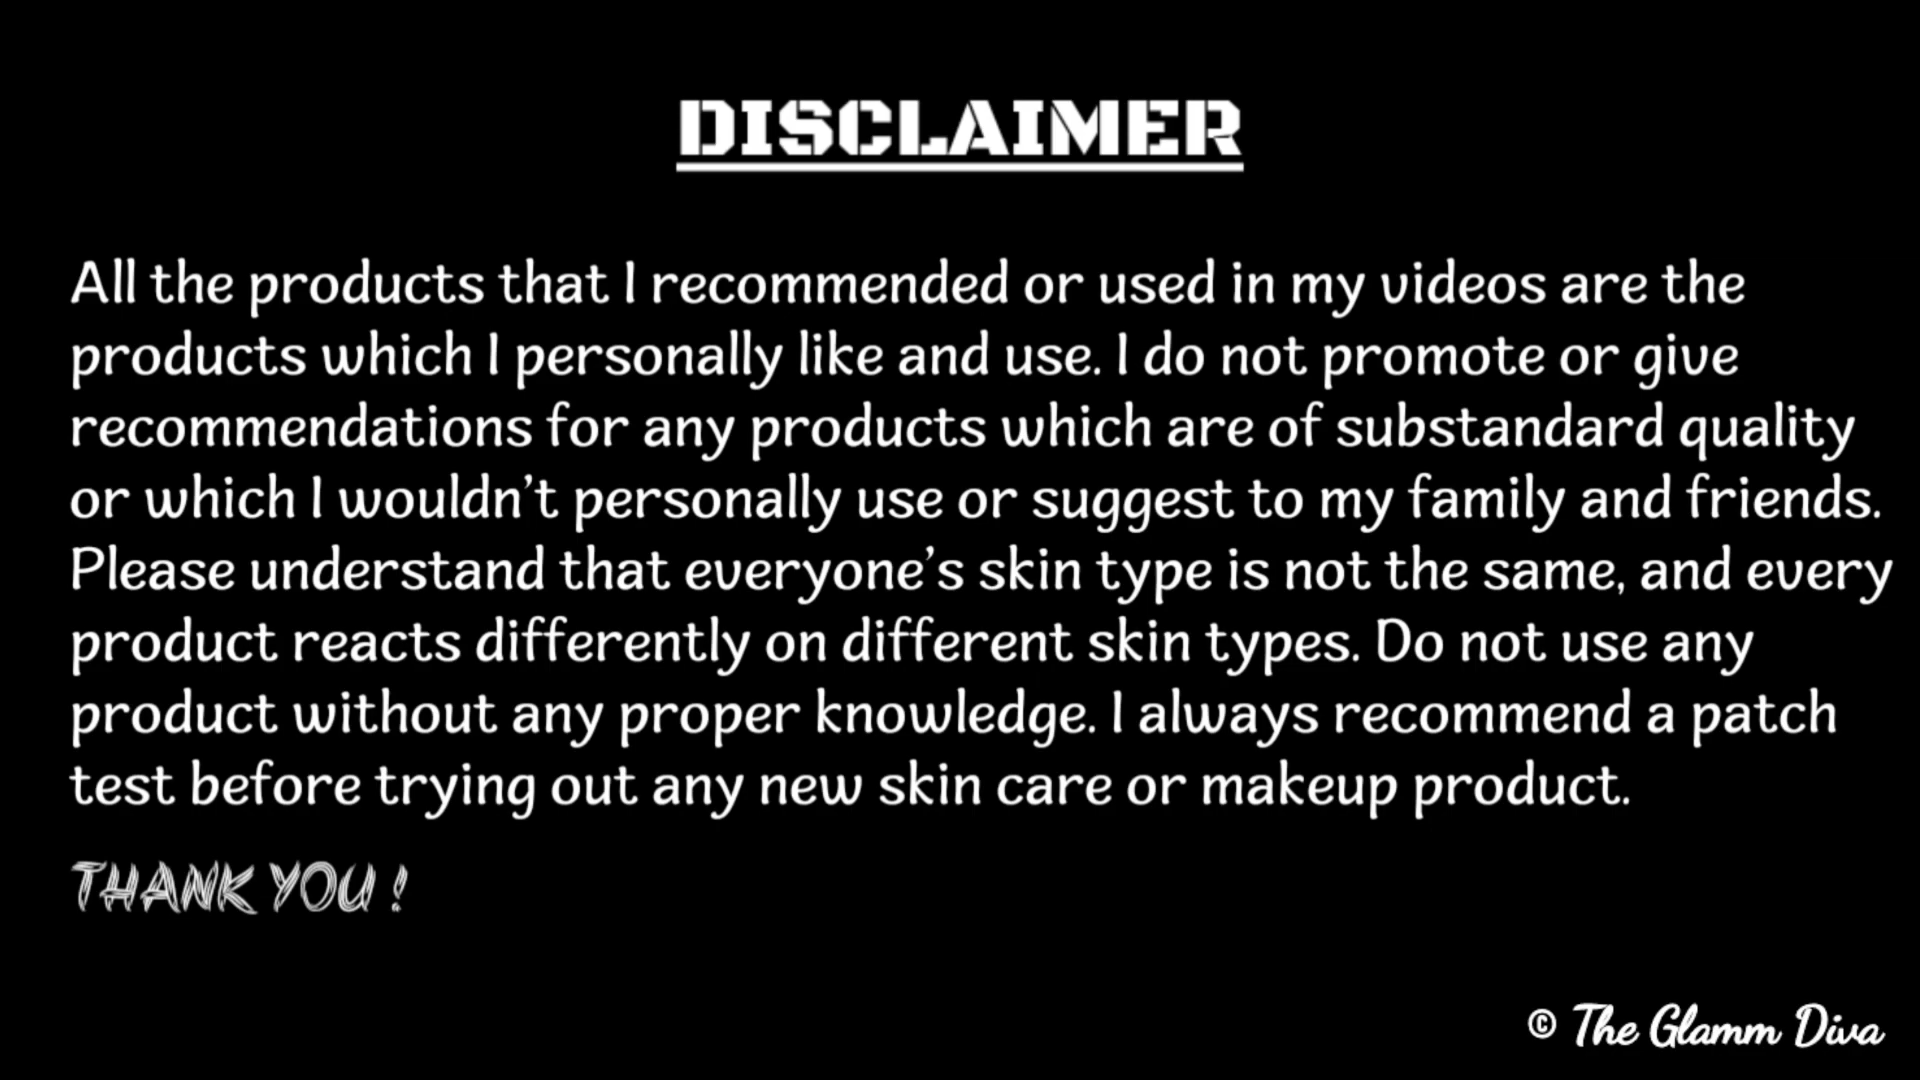 DISCLAIMER
All the products that I recommended or used in my videos are the
products which I personally like and use. I do not promote or give
recommendations for any products which are of substandard quality
or which I wouldn’t personally use or suggest to my family and friends.
Please understand that everyone’s skin type is not the same, and every
product reacts differently on different skin types. Do not use any
product without any proper knowledge. I always recommend a patch
test before trying out any new skin care or makeup product.
THANK YOU !
© The Glamm Diva